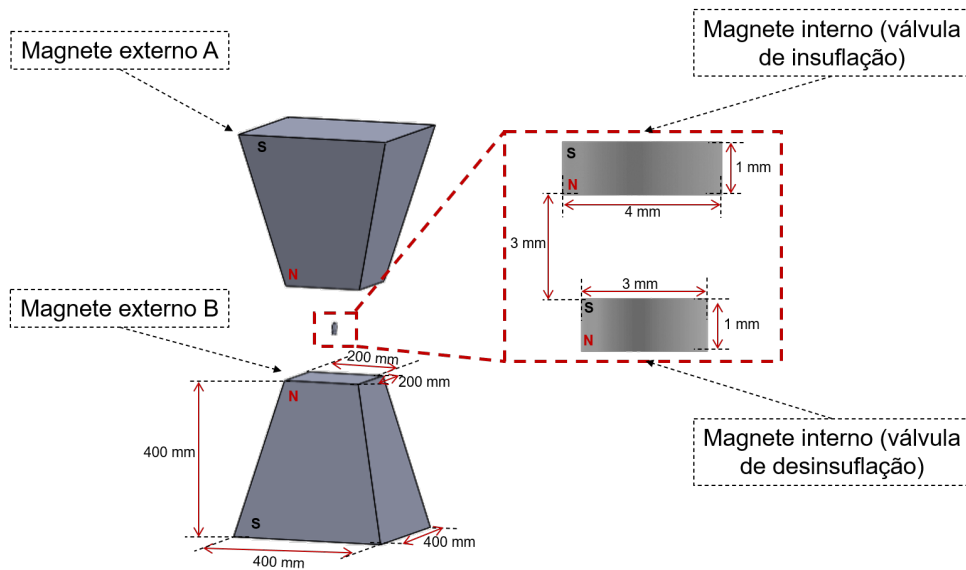 Magnete externo A
Magnete interno (válvula
de insuflação)
S
N
S
N
1 mm
4 mm
3 mm
3 mm
S
N
1 mm
Magnete externo B
200 mm
200 mm
N
400 mm
S
400 mm
400 mm
Magnete interno (válvula
de desinsuflação)